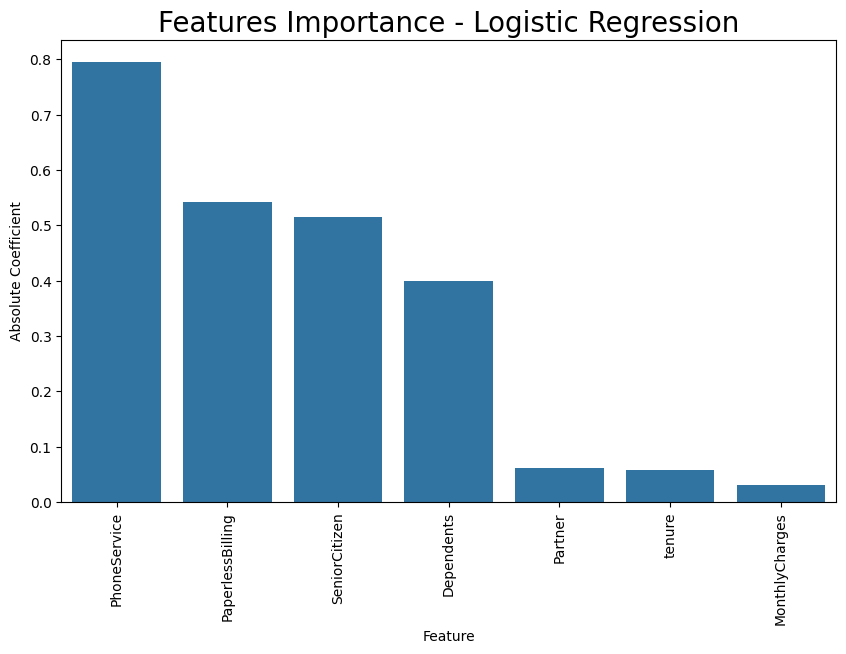 Features Importance - Logistic Regression
Absolute Coefficient
0.8
0.7
0.6
0.5
0.4
0.3
0.2
0.1
0.0
PhoneService
PaperlessBilling
SeniorCitizen
Dependents
Partner
tenure
MonthlyCharges
Feature